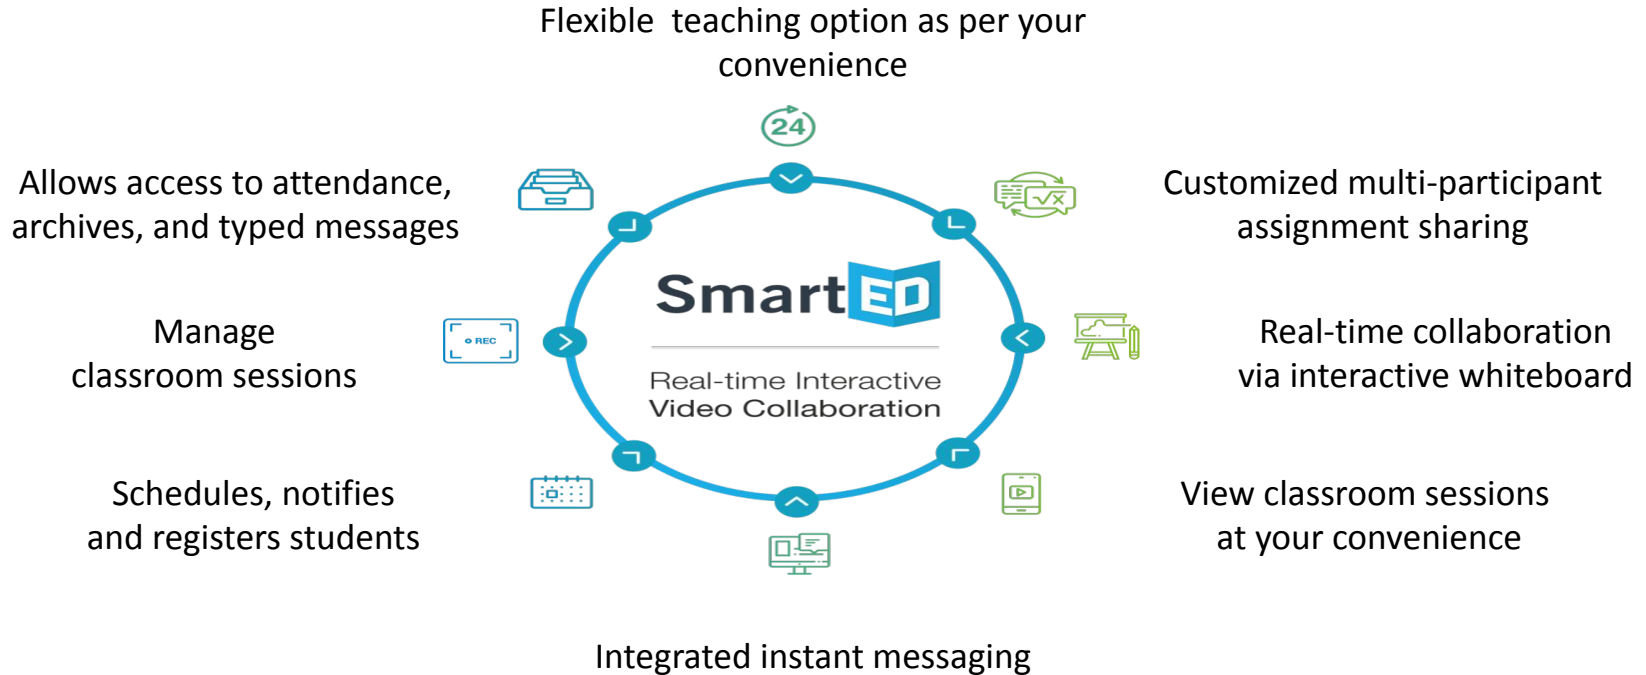 Flexible  teaching option as per your
convenience
24
Allows access to attendance,
archives, and typed messages
Customized multi-participant
assignment sharing
√x
SmartED
Real-time Interactive
Video Collaboration
Manage
classroom sessions
REC
Real-time collaboration
via interactive whiteboard
Schedules, notifies
and registers students
View classroom sessions
at your convenience
Integrated instant messaging